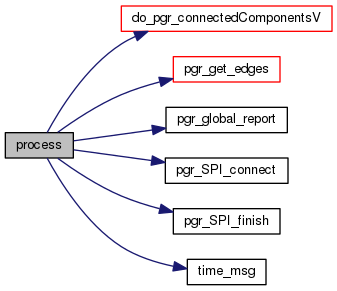 do_pgr_connectedComponentsV
pgr_get_edges
pgr_global_report
process
pgr_SPI_connect
pgr_SPI_finish
time_msg